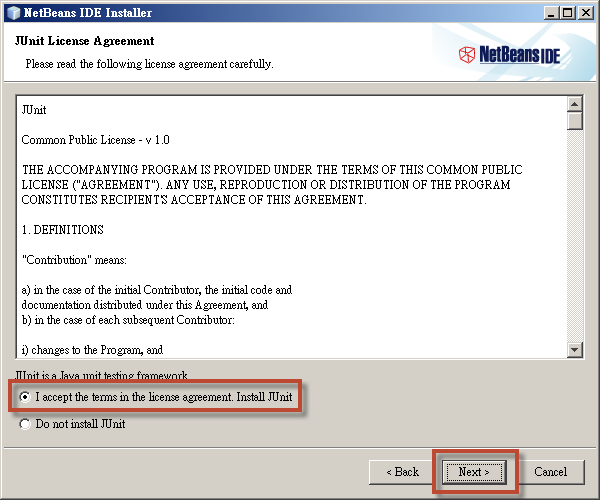 NetBeans IDE Installer
JUnit License Agreement
Please read the following license agreement carefully.
NetBeans IDE
JUnit
Common Public License - v 1.0
THE ACCOMPANYING PROGRAM IS PROVIDED UNDER THE TERMS OF THIS COMMON PUBLIC
LICENSE ("AGREEMENT"). ANY USE, REPRODUCTION OR DISTRIBUTION OF THE PROGRAM
CONSTITUTES RECIPIENT'S ACCEPTANCE OF THIS AGREEMENT.
1. DEFINITIONS
"Contribution" means:
a) in the case of the initial Contributor, the initial code and
documentation distributed under this Agreement, and
b) in the case of each subsequent Contributor:
i) changes to the Program, and
JUnit is a Java unit testing framework
I accept the terms in the license agreement. Install JUnit
Do not install JUnit
< Back
Next >
Cancel